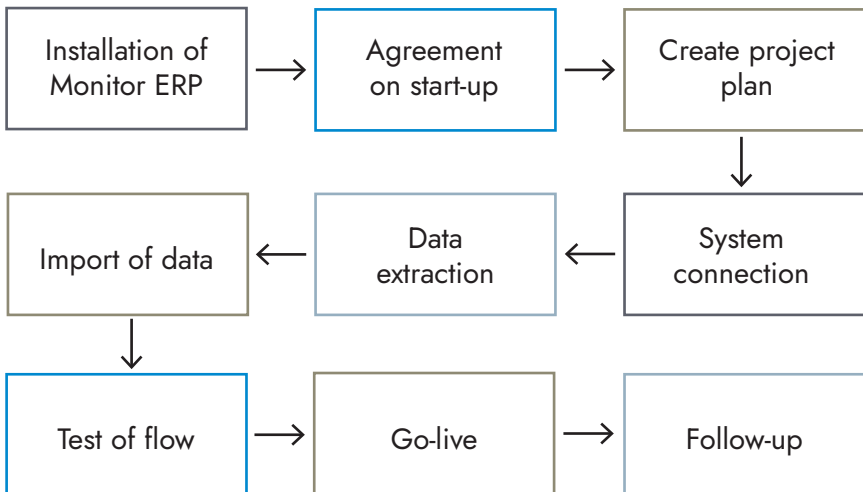 Installation of
Monitor ERP
Agreement
on start-up
Create project
plan
Import of data
Data
extraction
System
connection
Test of flow
Go-live
Follow-up